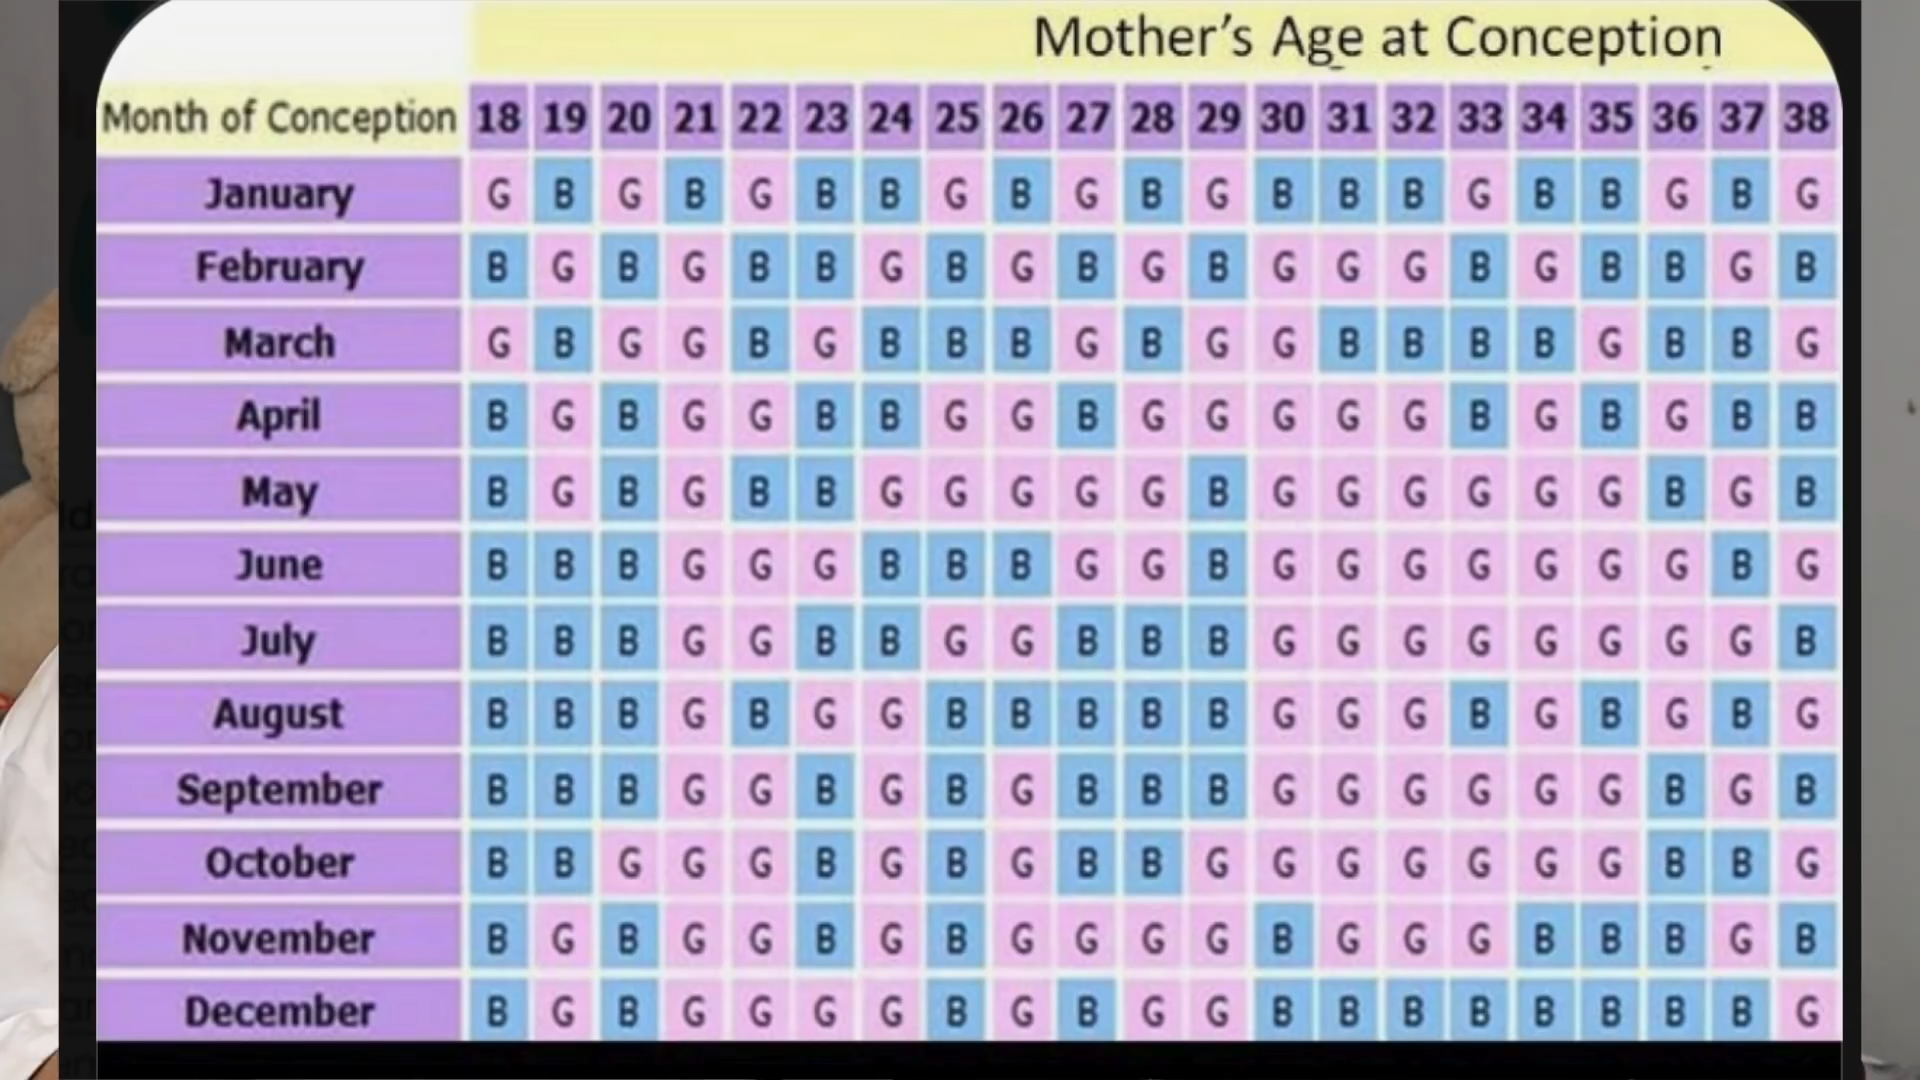 Mother's Age at Conception
Month of Conception 18 19 20 21 22 23 24 25 26 27 28 29 30 31 32 33 34 35 36 37 38
January G B G B G B B G B G B G B B B G B B G B G
February B G B G B B G B G B G B G G G B G B B G B
March G B G G B G B B B G B G G B B B B G B B G
April B G B G G B B G G B G G G G G B G B G B B
May B G B G B B G G G G G B G G G G G G B G B
June B B B G G G B B B G G B G G G G G G G B G
July B B B G G B B G G B B B G G G G G G G G B
August B B B G B G G B B B B B G G G B G B G B G
September B B B G G B G B G B B B G G G G G G B G B
October B B G G G B G B G B B G G G G G G G B B G
November B G B G G B G B G G G G B G G G B B B G B
December B G B G G G G B G B G G B B B B B B B B G